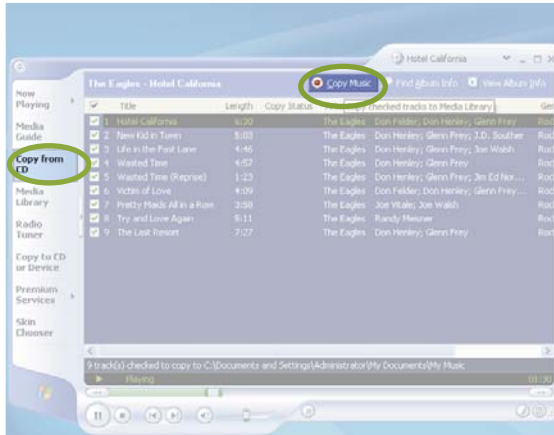 Hotel California
The Eagles - Hotel California
Copy Music
Find Album Info
View Album Info
Now Playing
Media Guide
Copy from CD
Media Library
Radio Tuner
Copy to CD or Device
Premium Services
Skin Chooser
Title Length Copy Status checked tracks to Media Library Ge
1 Hotel California 6:30 The Eagles Don Felder; Don Henley; Glenn Frey
2 New Kid in Town 5:03 The Eagles Don Henley; Glenn Frey; J.D. Souther
3 Life in the Fast Lane 4:46 The Eagles Don Henley; Glenn Frey; Joe Walsh
4 Wasted Time 4:57 The Eagles Don Henley; Glenn Frey
5 Wasted Time (Reprise) 1:23 The Eagles Don Henley; Glenn Frey; Jim Ed Nor...
6 Victim of Love 4:09 The Eagles Don Felder; Don Henley; Glenn Frey...
7 Pretty Maids All in a Row 3:58 The Eagles Joe Vitale; Joe Walsh
8 Try and Love Again 5:11 The Eagles Randy Meisner
9 The Last Resort 7:27 The Eagles Don Henley; Glenn Frey
9 track(s) checked to copy to C:\Documents and Settings\Administrator\My Documents\My Music
Playing 01:30